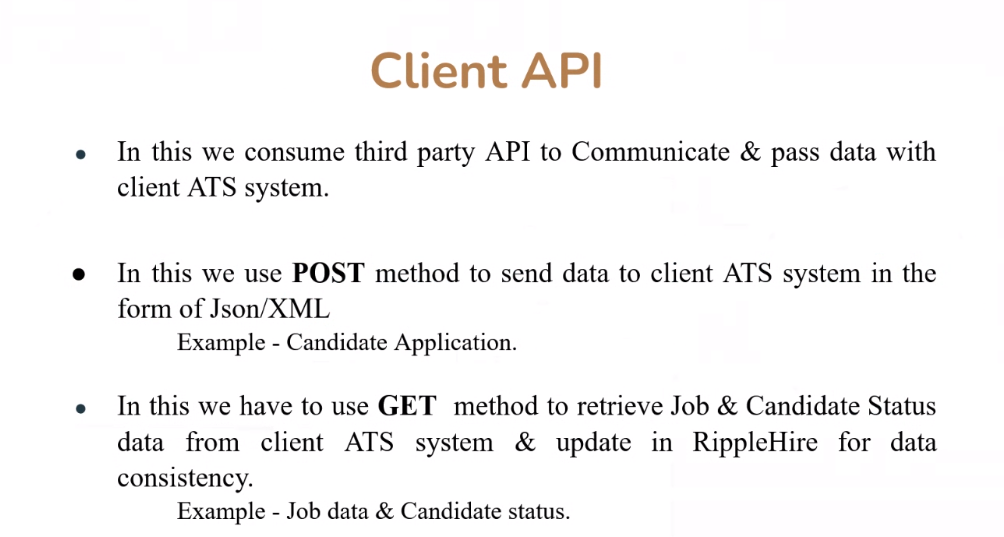 Client API
• In this we consume third party API to Communicate & pass data with
client ATS system.
• In this we use POST method to send data to client ATS system in the
form of Json/XML
Example - Candidate Application.
• In this we have to use GET method to retrieve Job & Candidate Status
data from client ATS system & update in RippleHire for data
consistency.
Example - Job data & Candidate status.